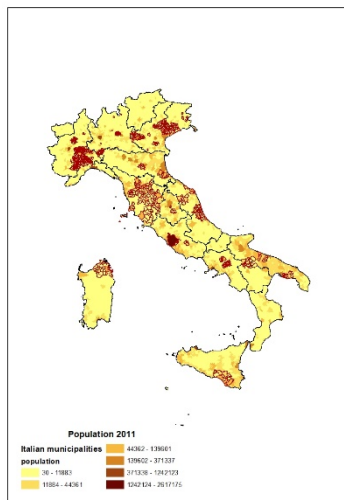 Population 2011
Italian municipalities
population
30 - 11883
11884 - 44361
44362 - 139601
139602 - 371337
371338 - 1242123
1242124 - 2617175